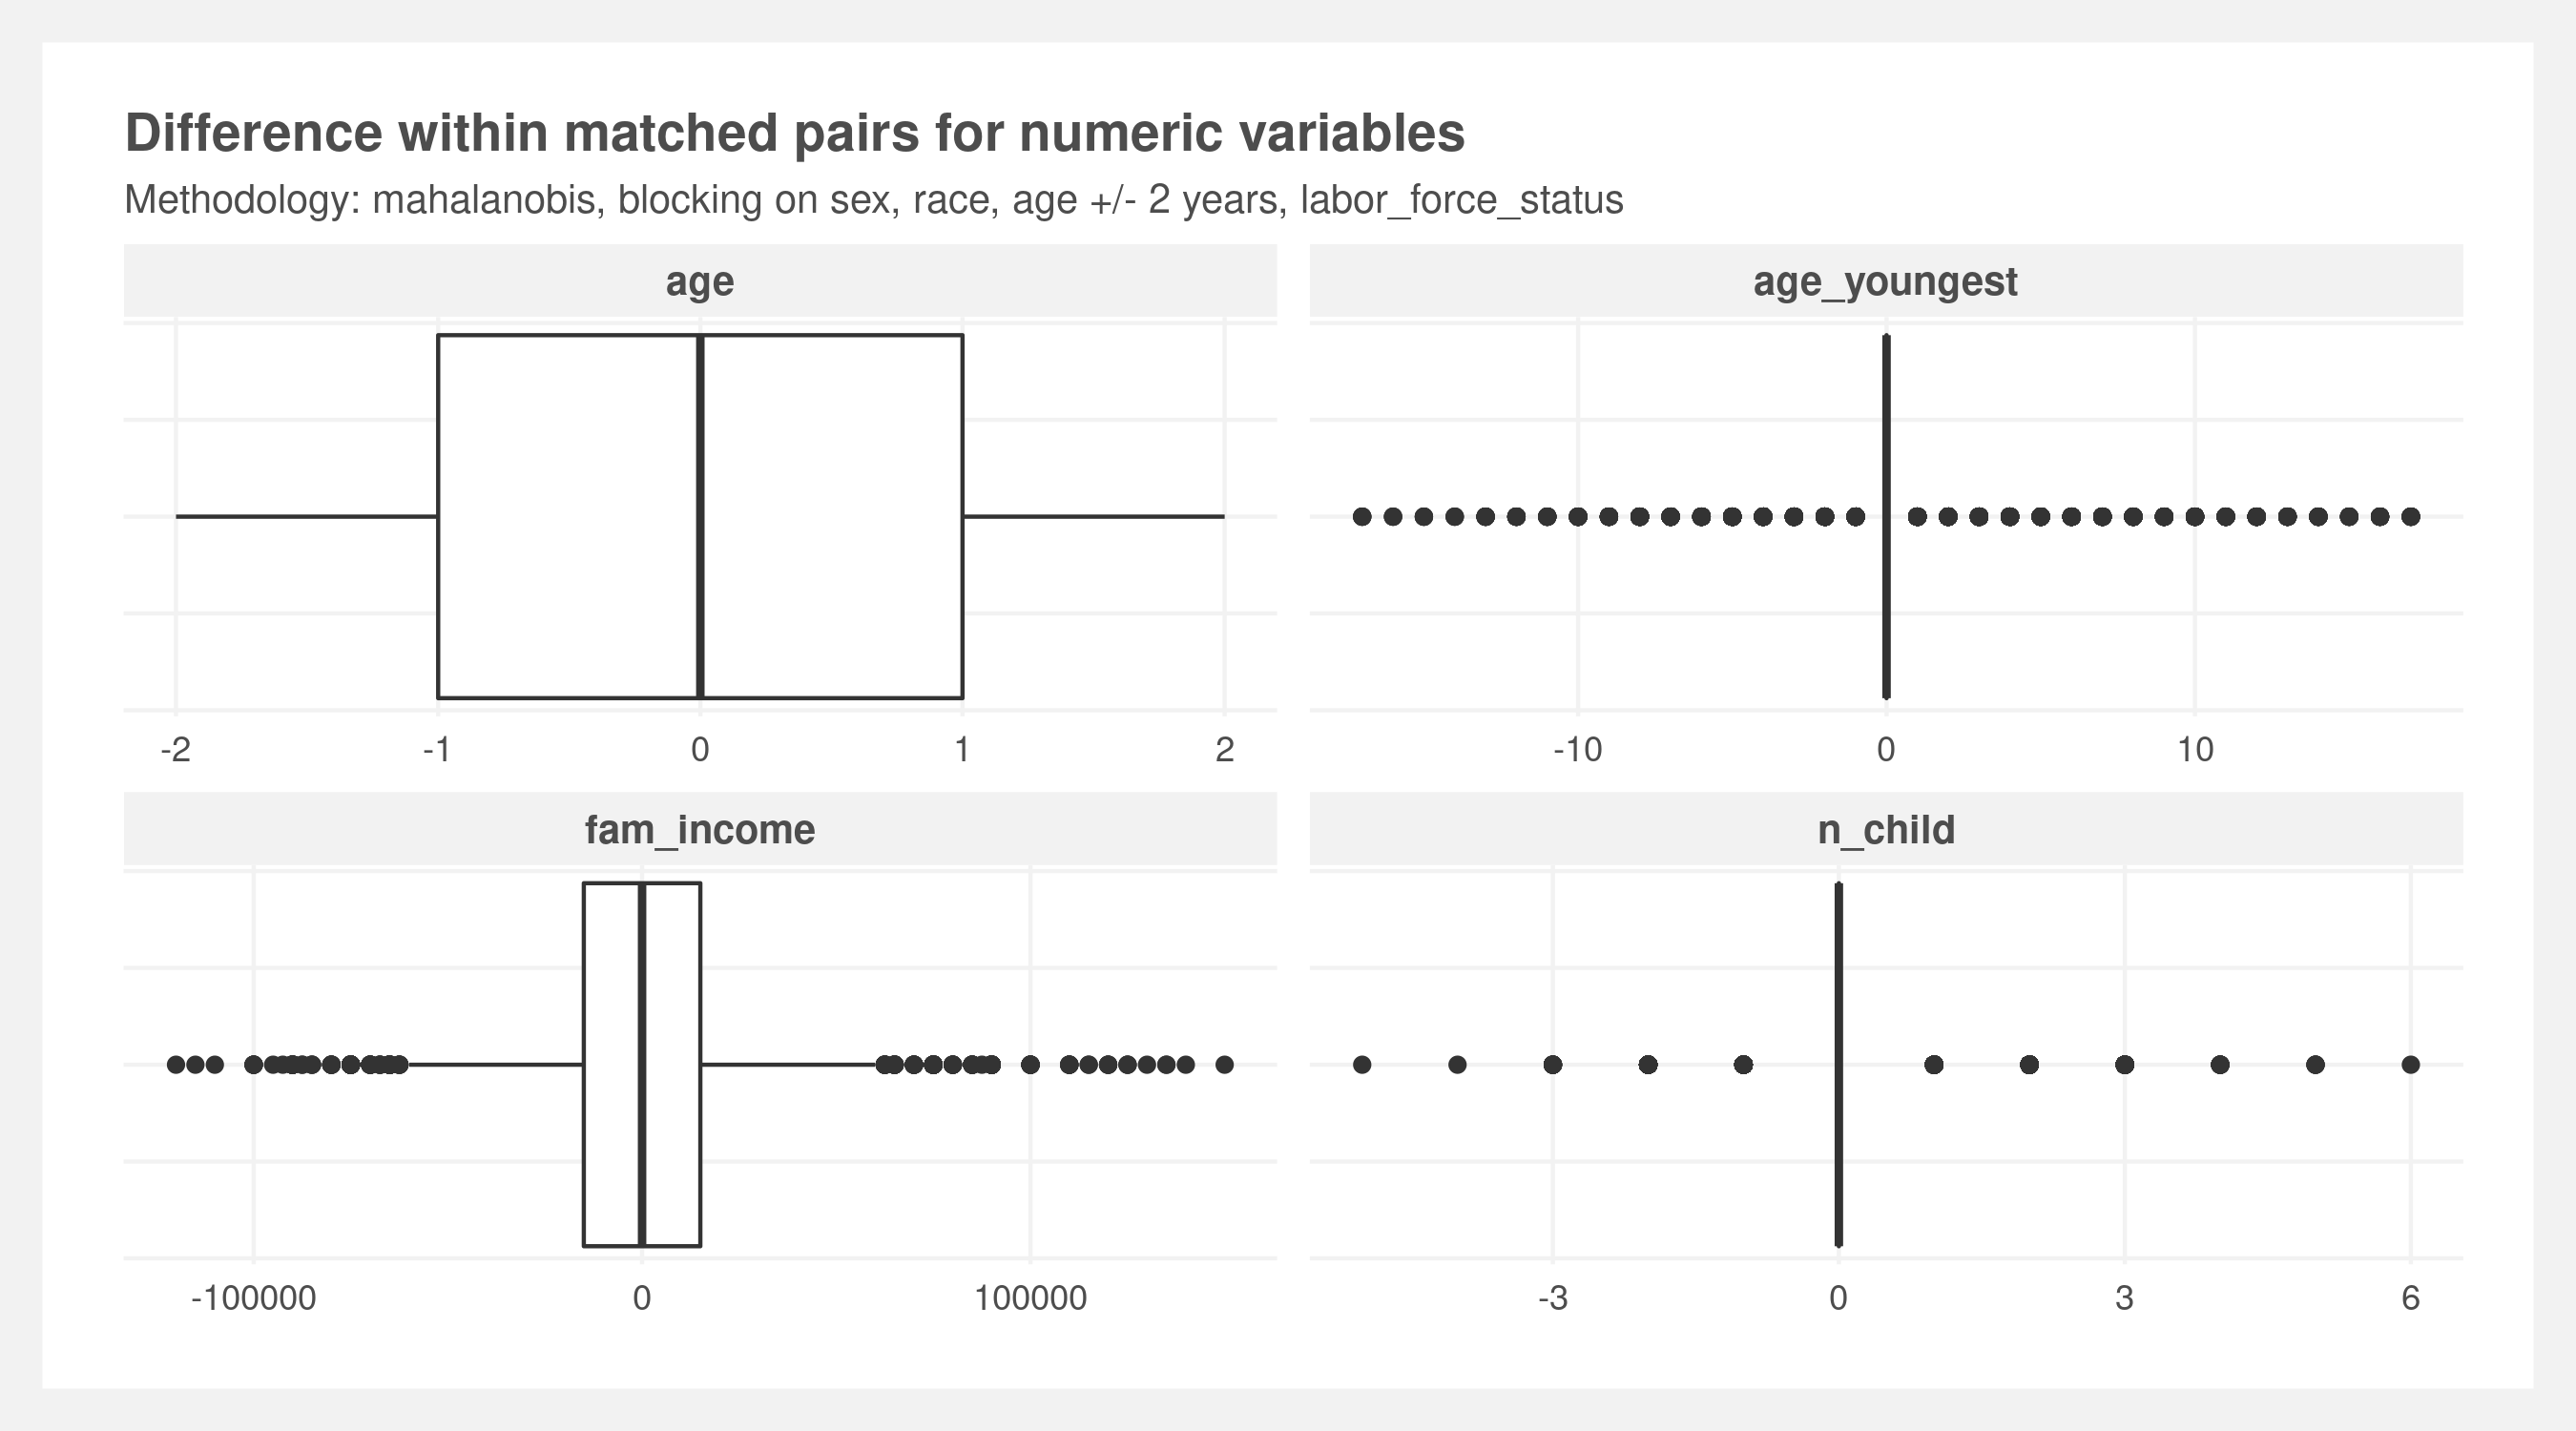 Difference within matched pairs for numeric variables
Methodology: mahalanobis, blocking on sex, race, age +/- 2 years, labor_force_status
age
age_youngest
-2 -1 0 1 2
-10 0 10
fam_income
n_child
-100000 0 100000
-3 0 3 6